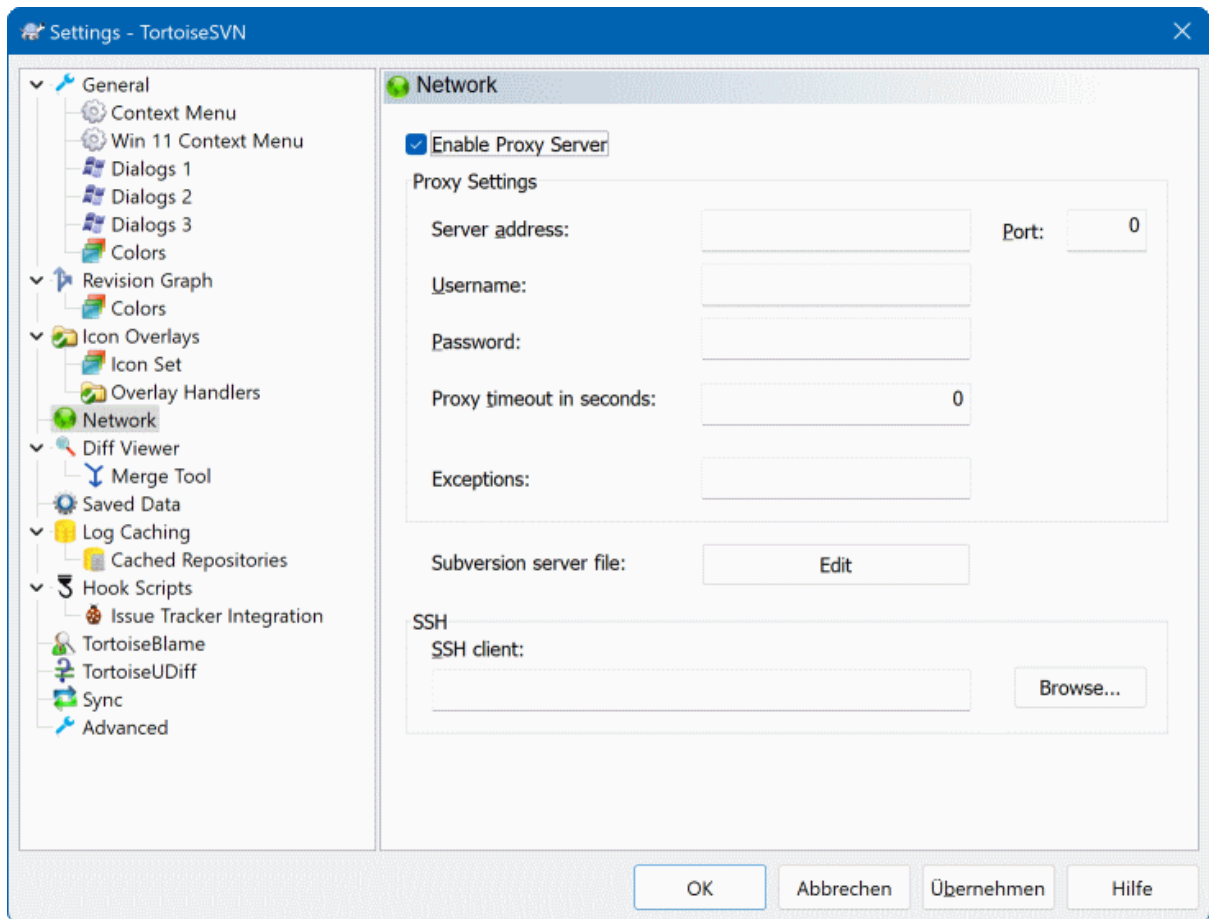 Settings - TortoiseSVN
General
Context Menu
Win 11 Context Menu
Dialogs 1
Dialogs 2
Dialogs 3
Colors
Revision Graph
Colors
Icon Overlays
Icon Set
Overlay Handlers
Network
Diff Viewer
Merge Tool
Saved Data
Log Caching
Cached Repositories
Hook Scripts
Issue Tracker Integration
TortoiseBlame
TortoiseUDiff
Sync
Advanced
Network
Enable Proxy Server
Proxy Settings
Server address: Port: 0
Username:
Password:
Proxy timeout in seconds: 0
Exceptions:
Subversion server file: Edit
SSH
SSH client:
Browse...
OK Abbrechen Übernehmen Hilfe